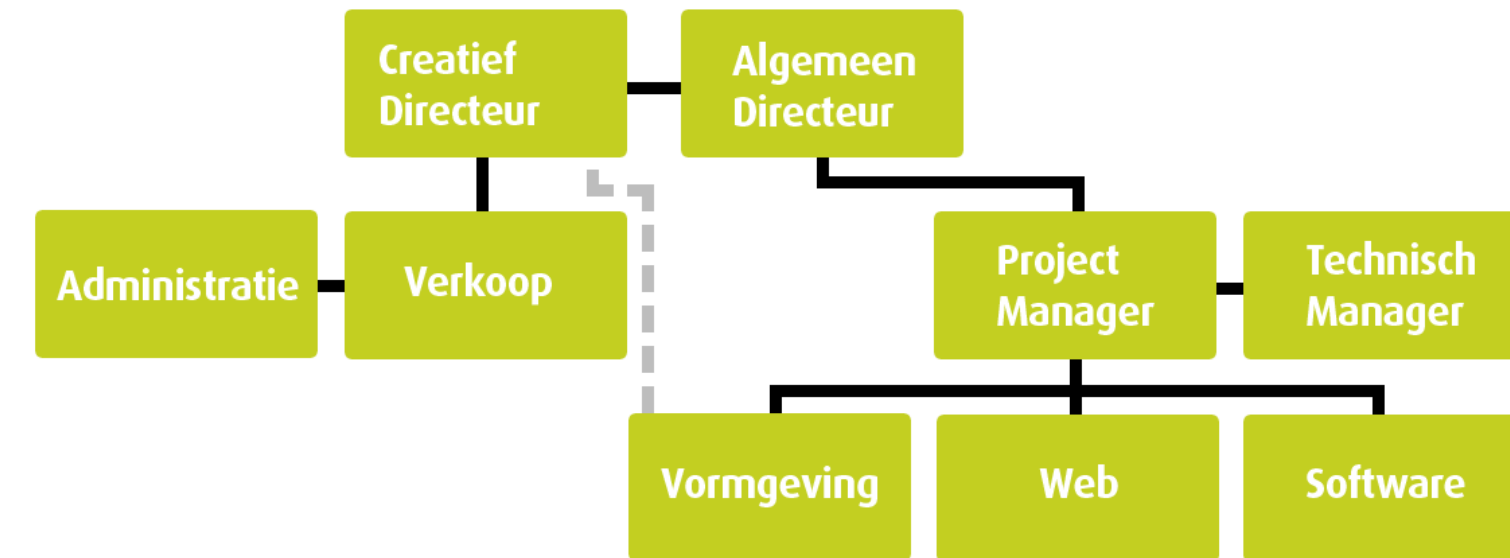 Creatief
Directeur
Algemeen
Directeur
Administratie
Verkoop
Project
Manager
Technisch
Manager
Vormgeving
Web
Software